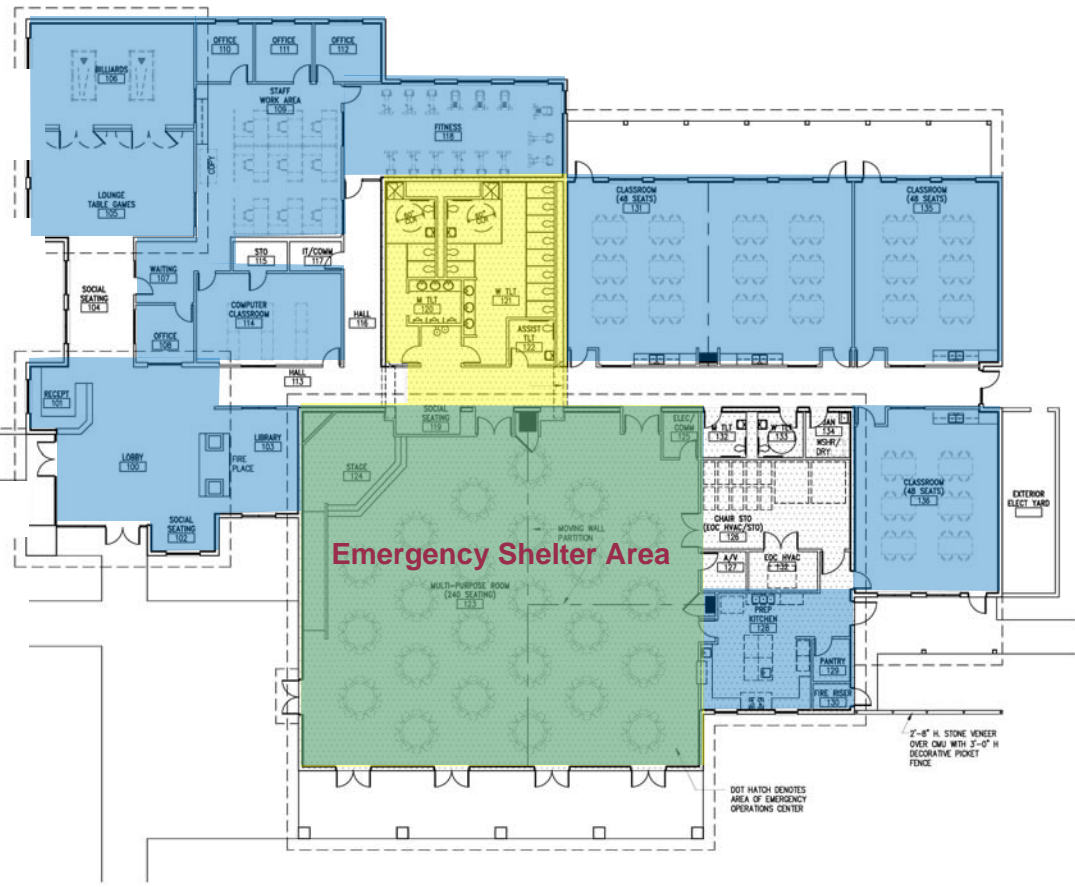 OFFICE
110
OFFICE
111
OFFICE
112
BILLIARDS
106
STAFF
WORK AREA
109
FITNESS
118
COPY
LOUNGE
TABLE GAMES
105
CLASSROOM
(48 SEATS)
131
CLASSROOM
(48 SEATS)
135
STO
115
IT/COMM
117
WAITING
107
SOCIAL
SEATING
104
COMPUTER
CLASSROOM
114
M TLT
120
W TLT
121
HALL
116
ASSIST
TLT
122
OFFICE
108
HALL
113
RECEPT
101
SOCIAL
SEATING
119
ELEC/
COMM
125
M TLT
132
W TLT
133
JAN
134
WSHR/
DRY
LIBRARY
103
FIRE
PLACE
LOBBY
100
STAGE
124
CLASSROOM
(48 SEATS)
136
EXTERIOR
ELECT YARD
SOCIAL
SEATING
102
CHAIR STO
(EOC HVAC/STO)
126
MOVING WALL
PARTITION
Emergency Shelter Area
A/V
127
EOC HVAC
132
MULTI-PURPOSE ROOM
(240 SEATING)
123
PREP
KITCHEN
128
PANTRY
129
FIRE RISER
130
2'-8" H. STONE VENEER
OVER CMU WITH 3'-0" H
DECORATIVE PICKET
FENCE
DOT HATCH DENOTES
AREA OF EMERGENCY
OPERATIONS CENTER